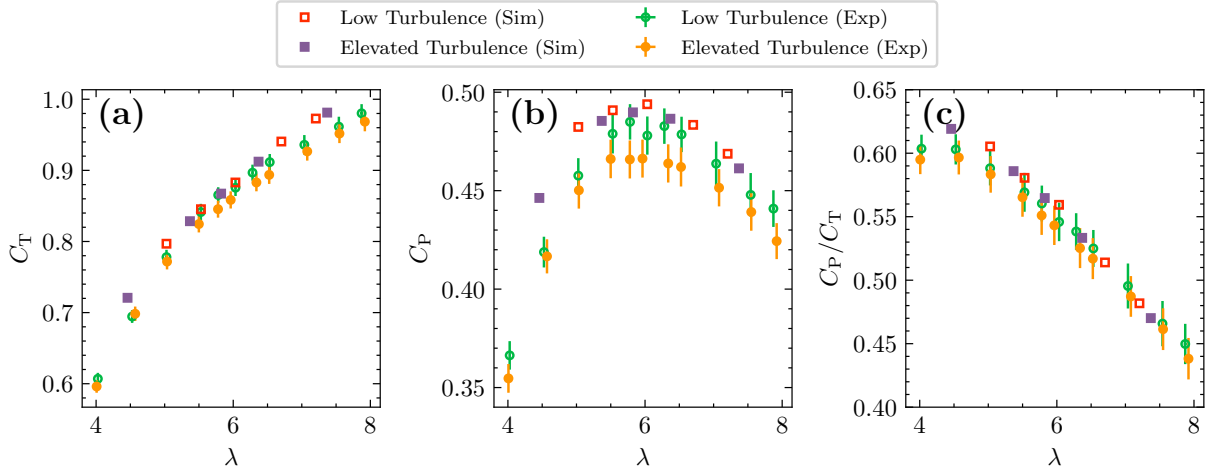 Low Turbulence (Sim) Low Turbulence (Exp)
Elevated Turbulence (Sim) Elevated Turbulence (Exp)
(a)
C_T
1.0
0.9
0.8
0.7
0.6
4 6 8
λ
(b)
C_P
0.50
0.45
0.40
0.35
4 6 8
λ
(c)
C_P/C_T
0.65
0.60
0.55
0.50
0.45
0.40
4 6 8
λ